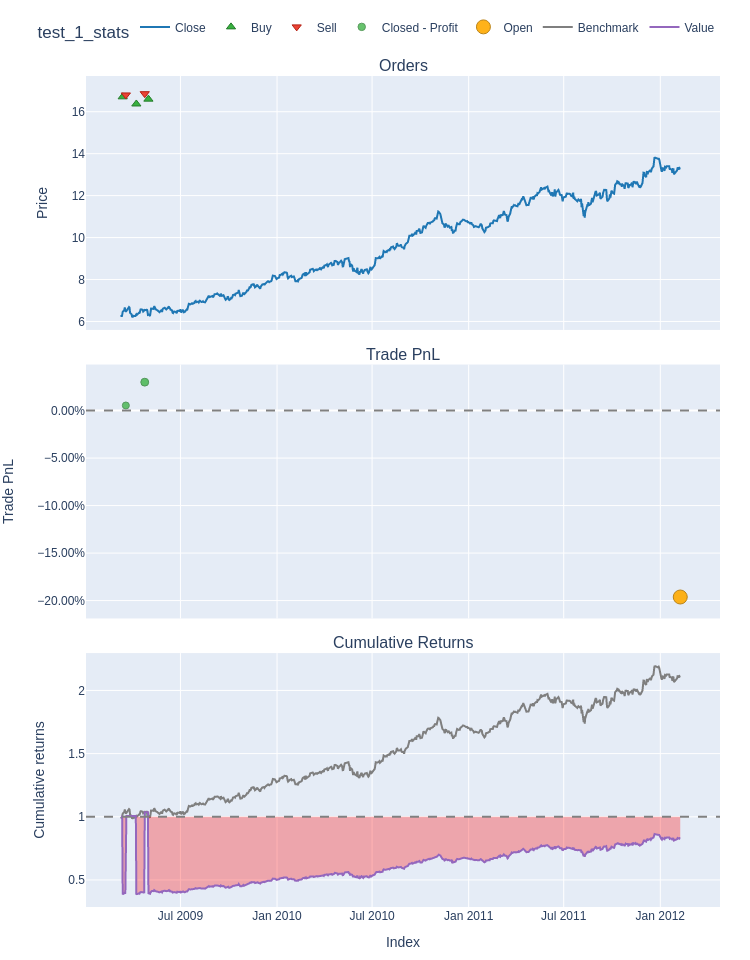 test_1_stats
Close Buy Sell Closed - Profit Open Benchmark Value
Orders
16
14
12
10
8
6
Price
Trade PnL
0.00%
−5.00%
−10.00%
−15.00%
−20.00%
Trade PnL
Cumulative Returns
2
1.5
1
0.5
Cumulative returns
Jul 2009 Jan 2010 Jul 2010 Jan 2011 Jul 2011 Jan 2012
Index